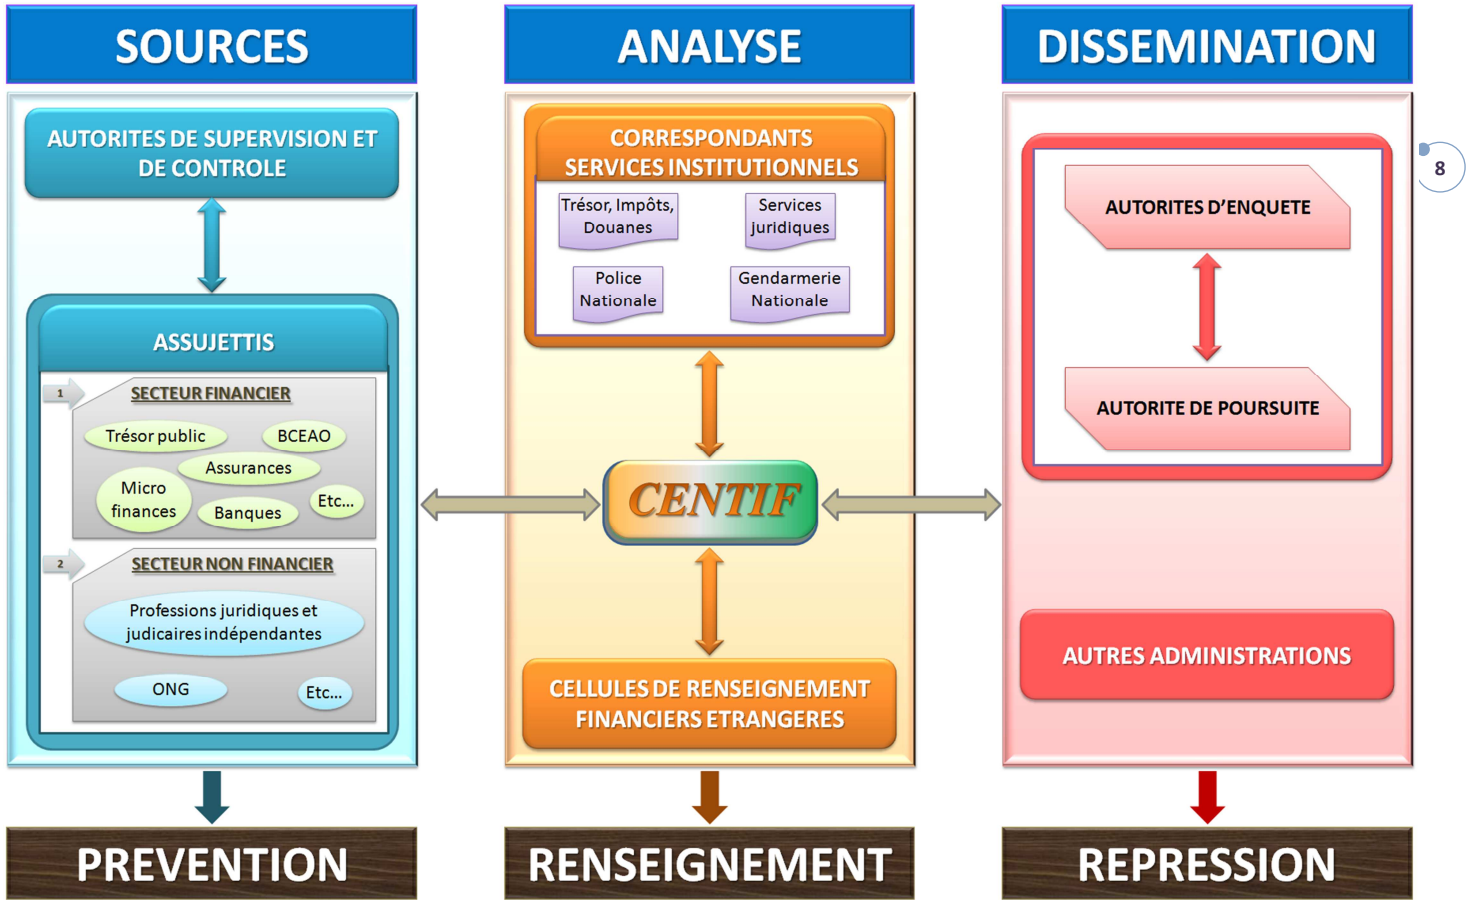 SOURCES
AUTORITES DE SUPERVISION ET
DE CONTROLE
ASSUJETTIS
1
SECTEUR FINANCIER
Trésor public
BCEAO
Assurances
Micro
finances
Banques
Etc...
2
SECTEUR NON FINANCIER
Professions juridiques et
judicaires indépendantes
ONG
Etc...
PREVENTION
ANALYSE
CORRESPONDANTS
SERVICES INSTITUTIONNELS
Trésor, Impôts,
Douanes
Services
juridiques
Police
Nationale
Gendarmerie
Nationale
CENTIF
CELLULES DE RENSEIGNEMENT
FINANCIERS ETRANGERES
RENSEIGNEMENT
DISSEMINATION
AUTORITES D'ENQUETE
AUTORITE DE POURSUITE
AUTRES ADMINISTRATIONS
REPRESSION
8